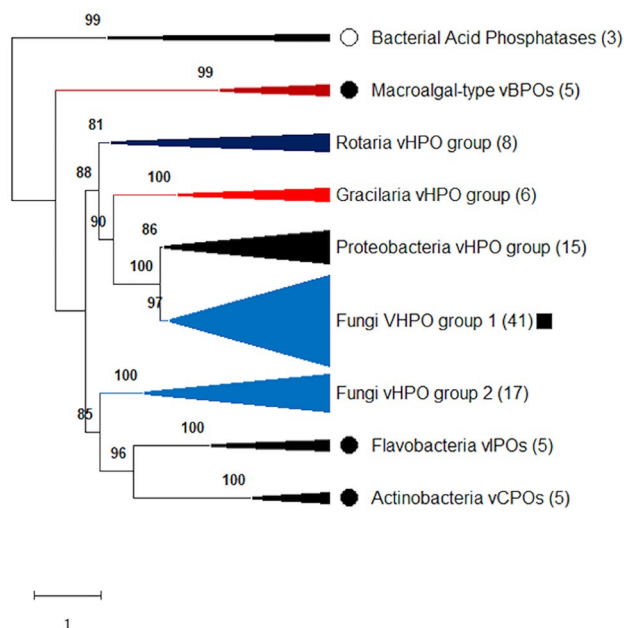 99
Bacterial Acid Phosphatases (3)
99
Macroalgal-type vBPOs (5)
81
Rotaria vHPO group (8)
88
100
Gracilaria vHPO group (6)
90
86
Proteobacteria vHPO group (15)
100
97
Fungi VHPO group 1 (41)
100
Fungi vHPO group 2 (17)
85
100
Flavobacteria vIPOs (5)
96
100
Actinobacteria vCPOs (5)
1